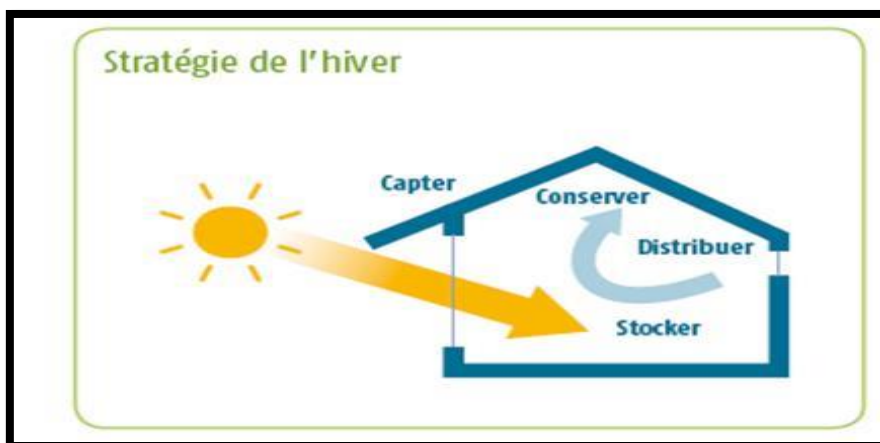 Stratégie de l'hiver
Capter
Conserver
Distribuer
Stocker